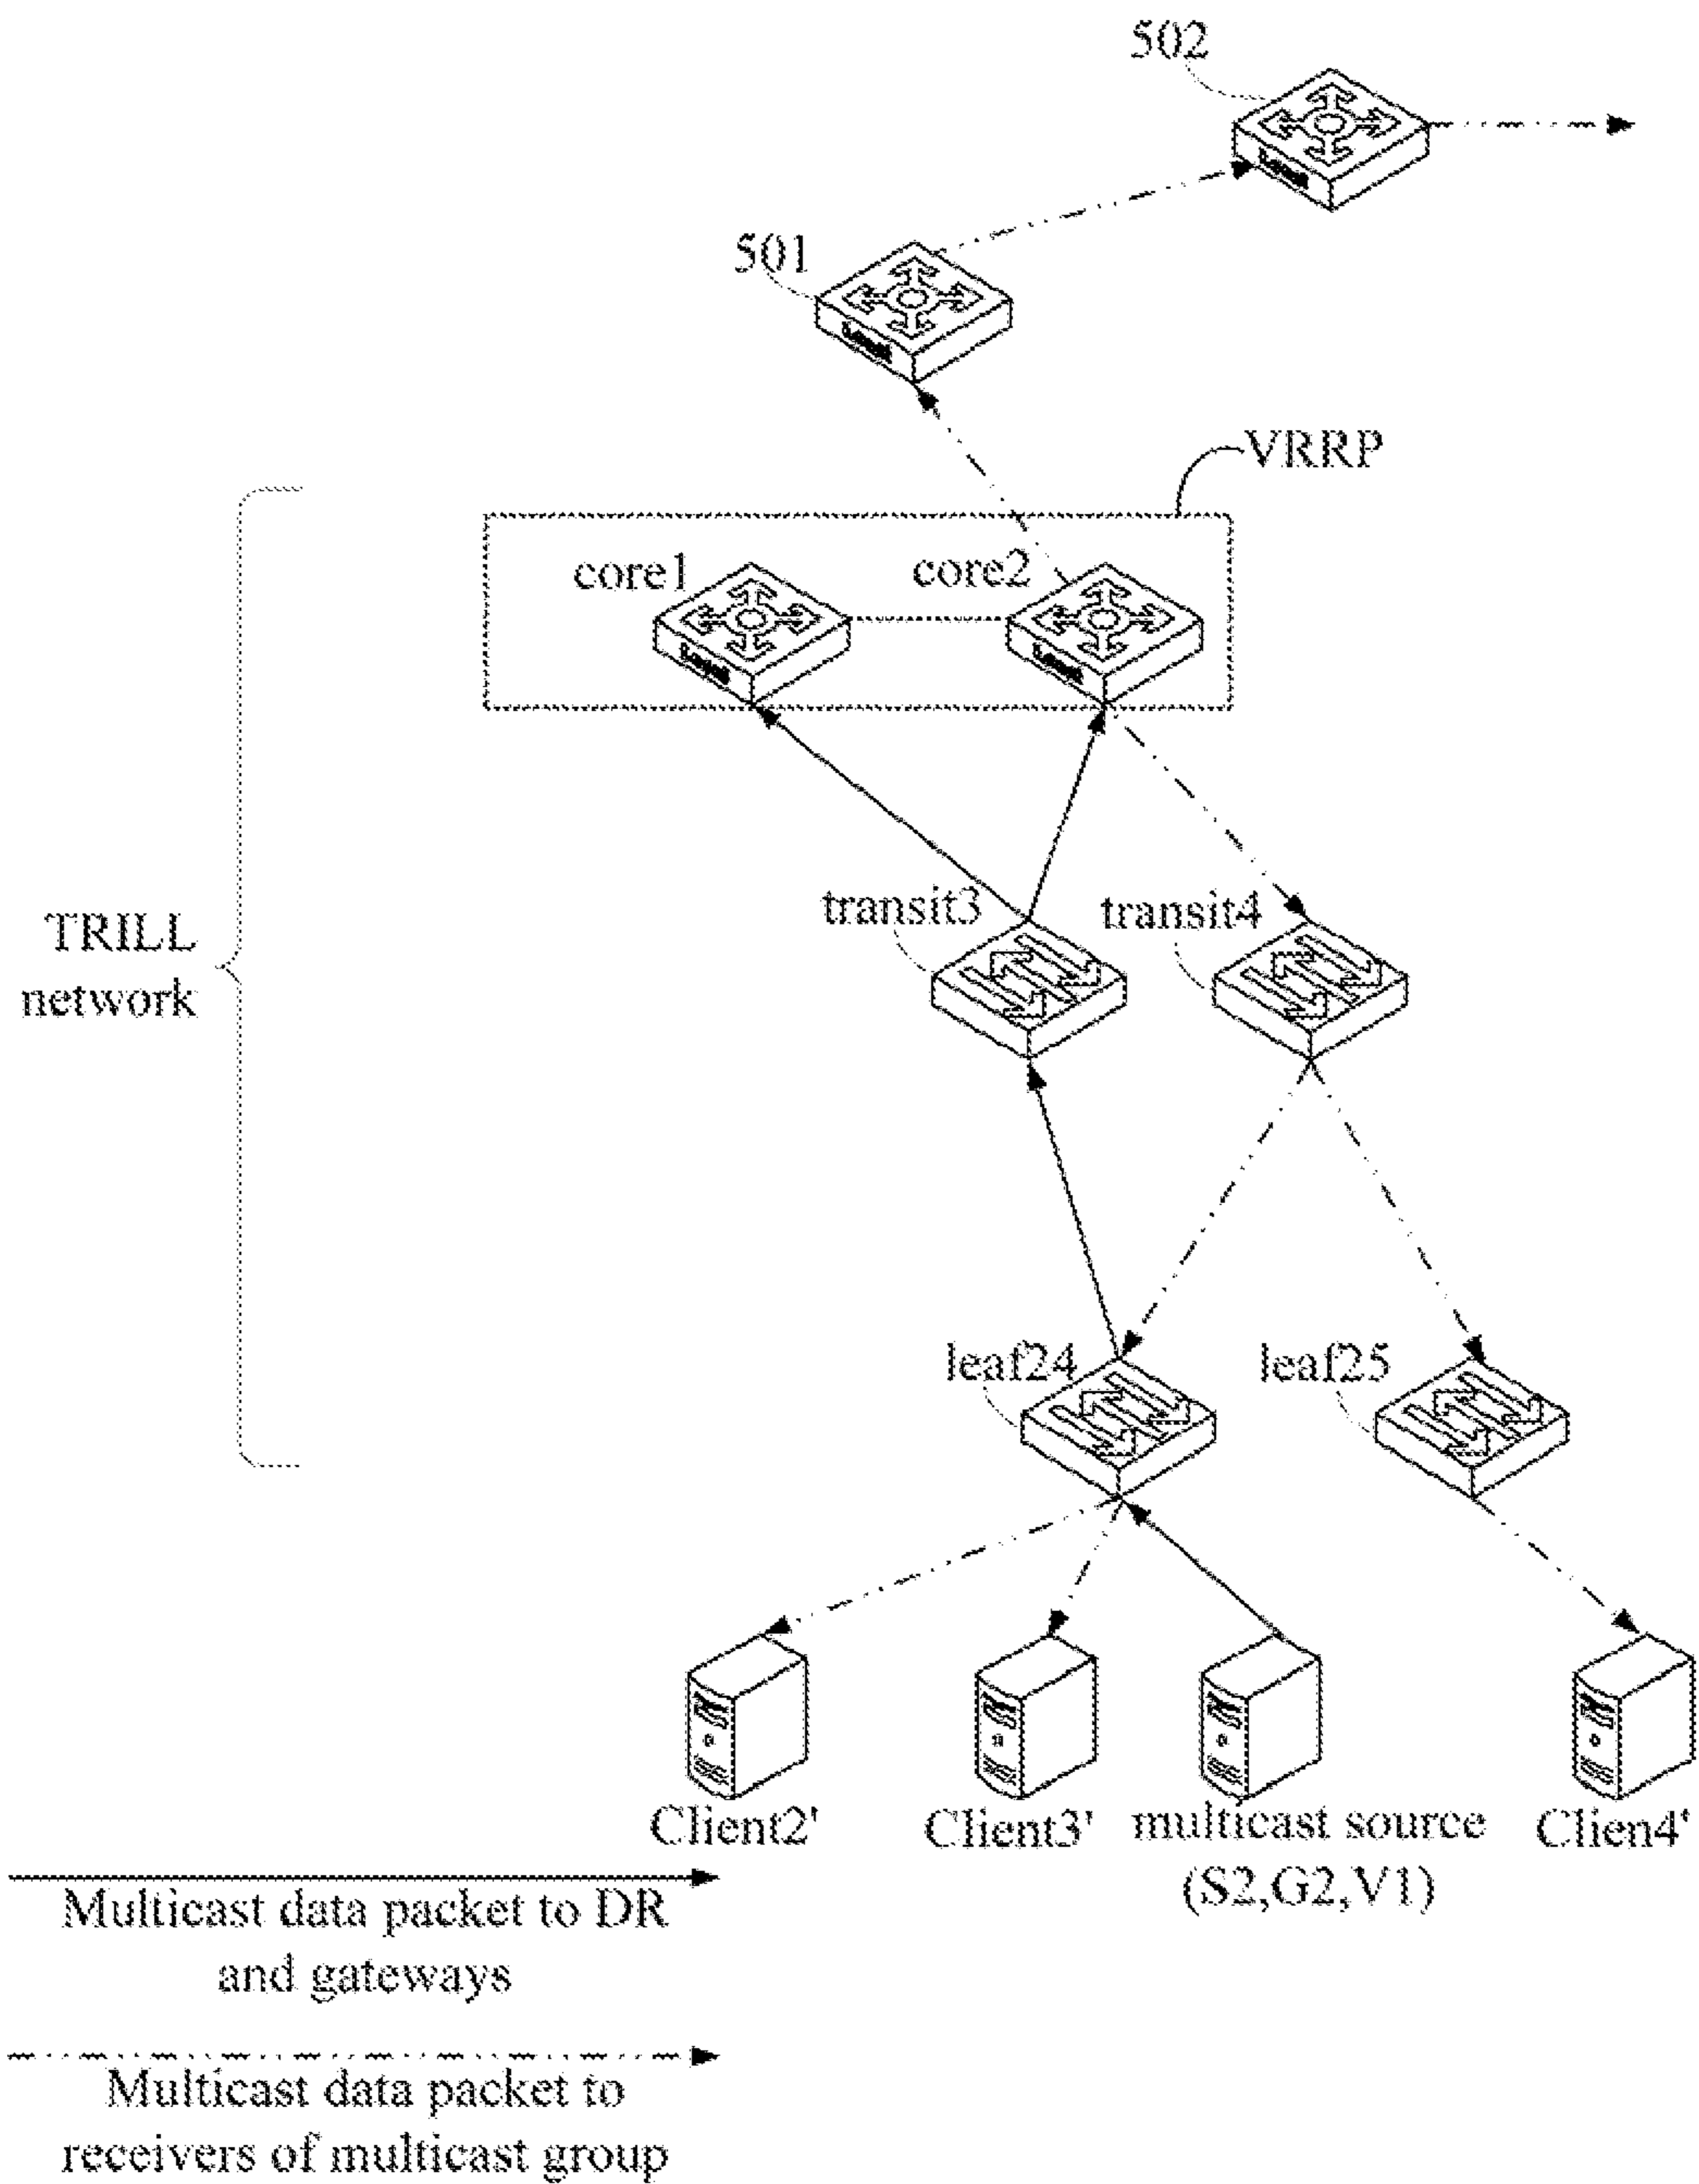 502
501
VRRP
core1
core2
transit3
transit4
TRILL
network
leaf24
leaf25
Client2'
Client3'
multicast source
(S2,G2,V1)
Clien4'
Multicast data packet to DR
and gateways
Multicast data packet to
receivers of multicast group